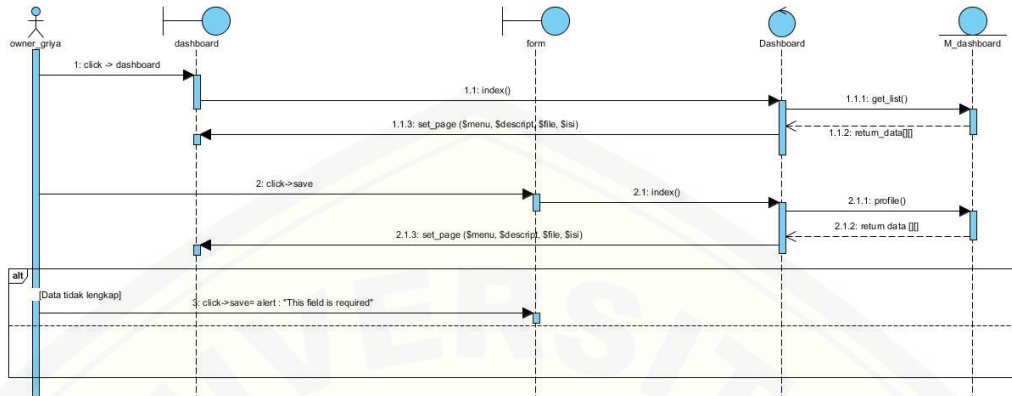 owner_griya
dashboard
form
Dashboard
M_dashboard
1: click -> dashboard
1.1: index()
1.1.1: get_list()
1.1.2: return_data[][]
1.1.3: set_page ($menu, $descript, $file, $isi)
2: click->save
2.1: index()
2.1.1: profile()
2.1.2: return data [][]
2.1.3: set_page ($menu, $descript, $file, $isi)
alt
[Data tidak lengkap]
3: click->save= alert : "This field is required"